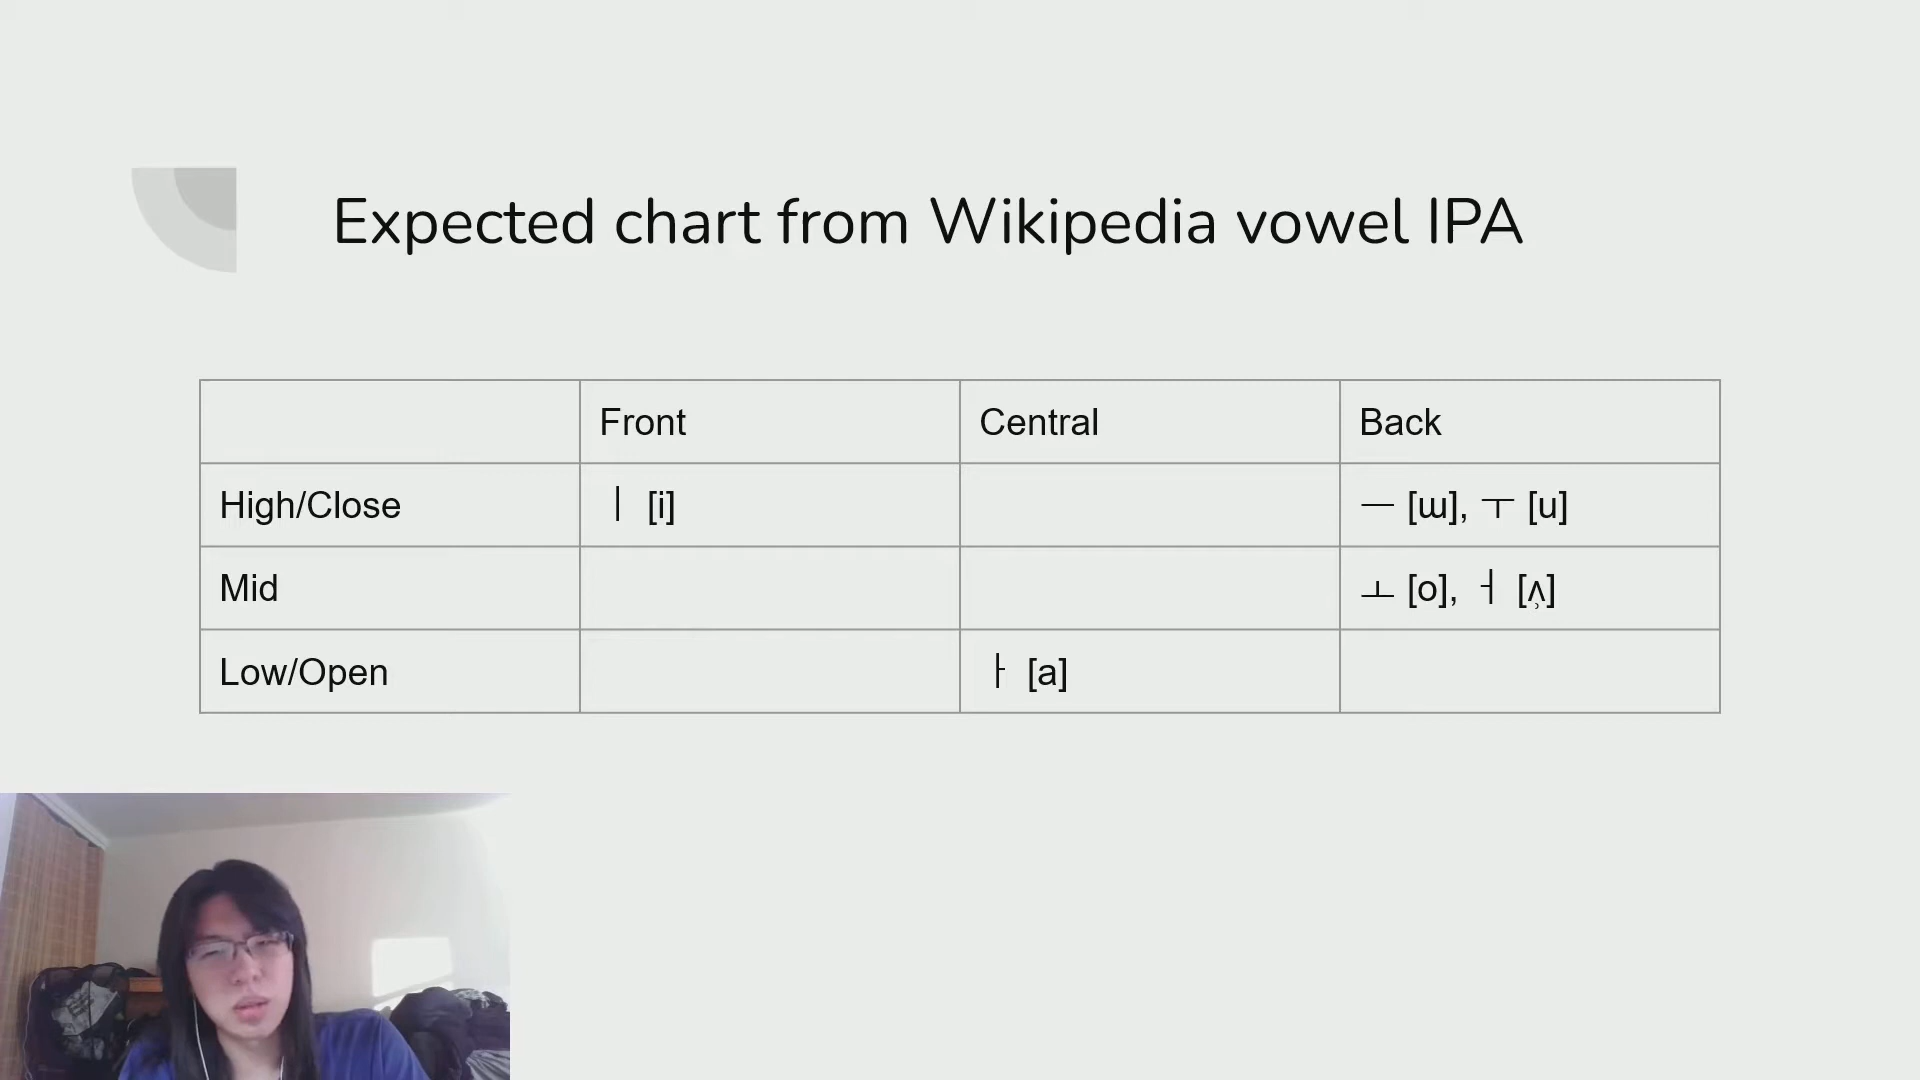 Expected chart from Wikipedia vowel IPA
Front Central Back
High/Close ㅣ [i] ㅡ [ɯ], ㅜ [u]
Mid ㅗ [o], ㅓ [ʌ̹]
Low/Open ㅏ [a]